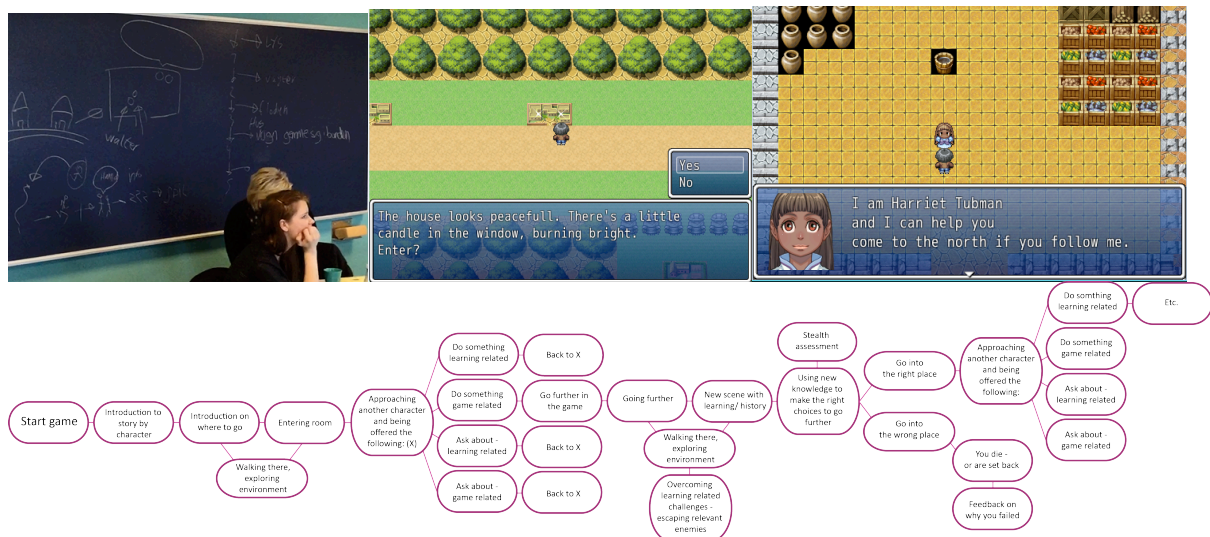 walter
Yes
No
The house looks peacefull. There's a little
candle in the window, burning bright.
Enter?
I am Harriet Tubman
and I can help you
come to the north if you follow me.
Start game
Introduction to
story by
character
Introduction on
where to go
Walking there,
exploring
environment
Entering room
Approaching
another character
and being
offered the
following: (X)
Do something
learning related
Back to X
Do something
game related
Go further in
the game
Ask about -
learning related
Back to X
Ask about -
game related
Back to X
Going further
Walking there,
exploring
environment
Overcoming
learning related
challenges -
escaping relevant
enemies
New scene with
learning/ history
Stealth
assessment
Using new
knowledge to
make the right
choices to go
further
Go into
the right place
Go into
the wrong place
You die -
or are set back
Feedback on
why you failed
Approaching
another character
and being
offered the
following:
Do somthing
learning related
Etc.
Do something
game related
Ask about -
learning related
Ask about -
game related